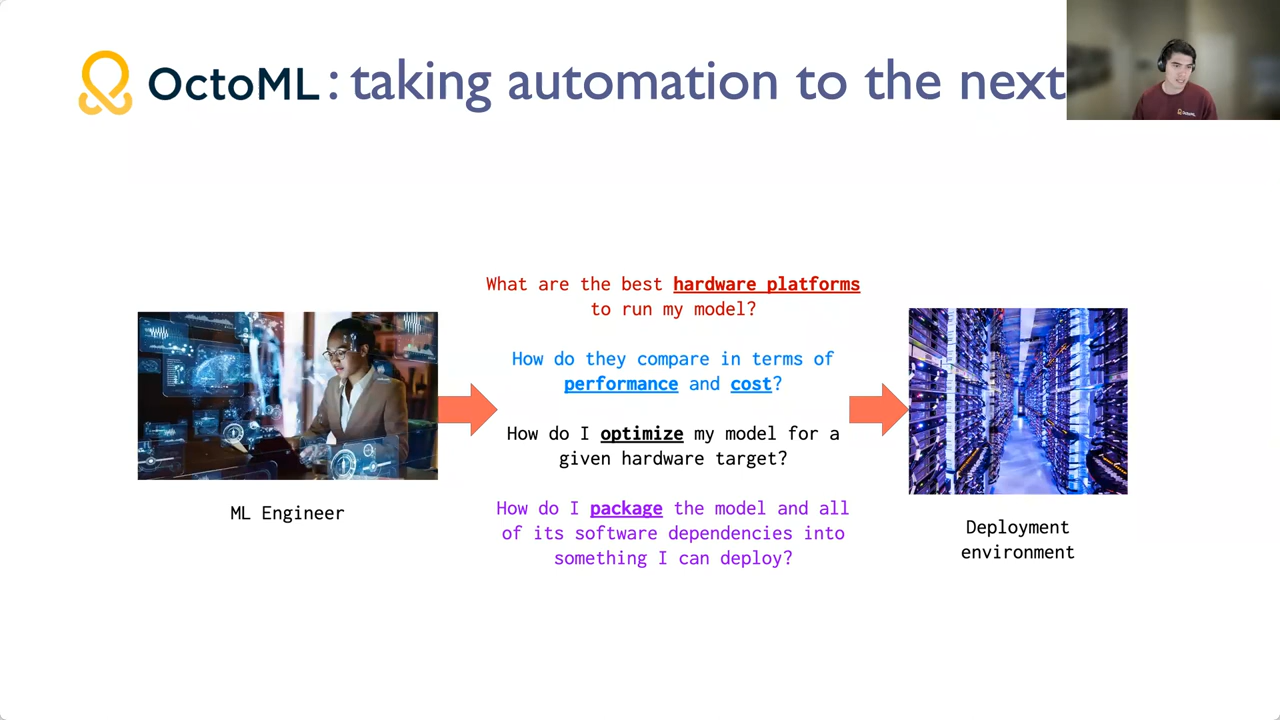 OctoML : taking automation to the next
What are the best hardware platforms
to run my model?
How do they compare in terms of
performance and cost?
How do I optimize my model for a
given hardware target?
How do I package the model and all
of its software dependencies into
something I can deploy?
ML Engineer
Deployment
environment
OctoML